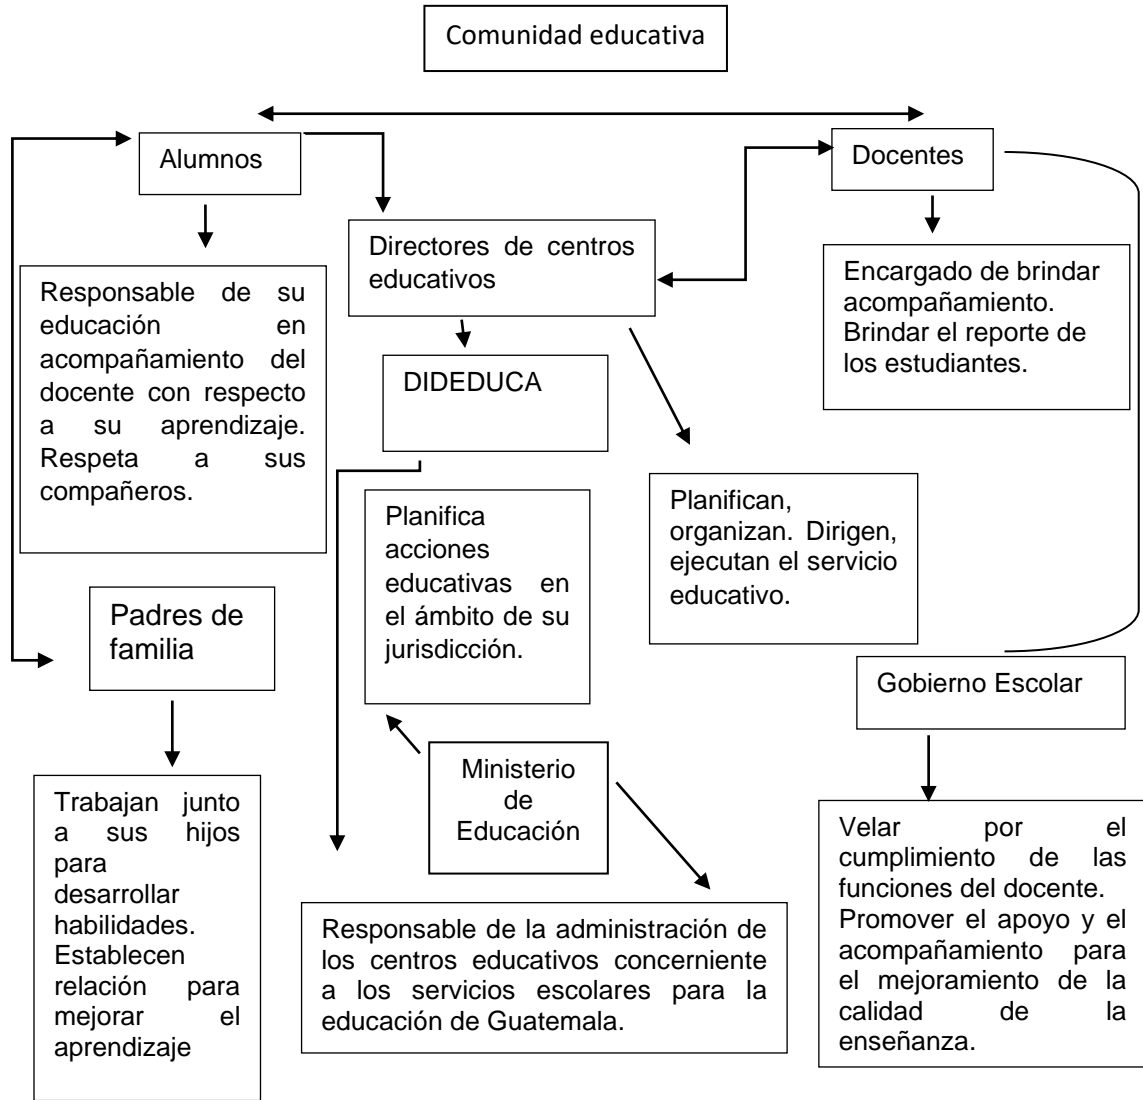 Comunidad educativa
Alumnos
Docentes
Directores de centros
educativos
Responsable de su
educación en
acompañamiento del
docente con respecto
a su aprendizaje.
Respeta a sus
compañeros.
Encargado de brindar
acompañamiento.
Brindar el reporte de
los estudiantes.
DIDEDUCA
Planifica
acciones
educativas en
el ámbito de su
jurisdicción.
Planifican,
organizan. Dirigen,
ejecutan el servicio
educativo.
Padres de
familia
Gobierno Escolar
Ministerio
de
Educación
Trabajan junto
a sus hijos
para
desarrollar
habilidades.
Establecen
relación para
mejorar el
aprendizaje
Responsable de la administración de
los centros educativos concerniente
a los servicios escolares para la
educación de Guatemala.
Velar por el
cumplimiento de las
funciones del docente.
Promover el apoyo y el
acompañamiento para
el mejoramiento de la
calidad de la
enseñanza.